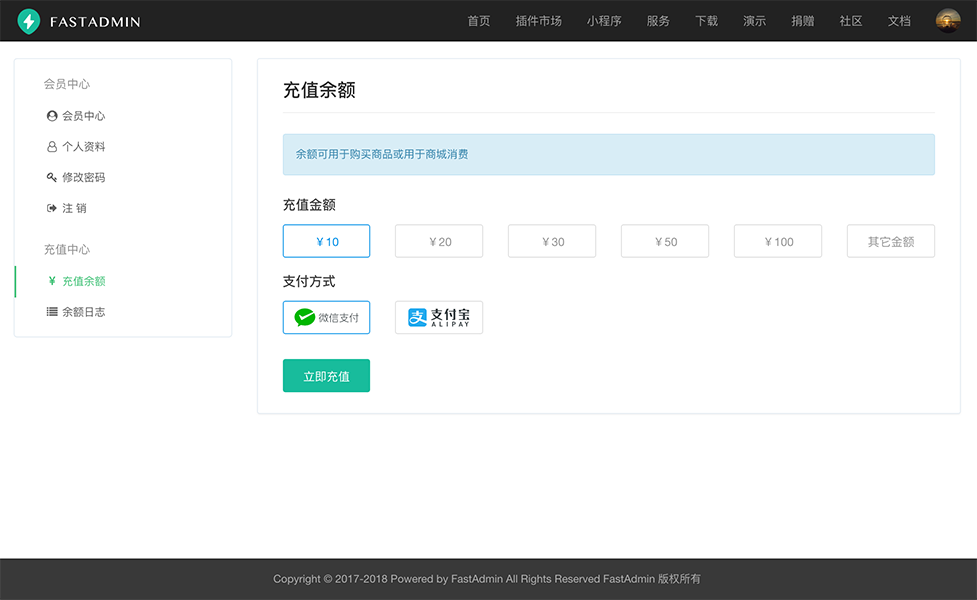 FASTADMIN
首页 插件市场 小程序 服务 下载 演示 捐赠 社区 文档
会员中心
会员中心
个人资料
修改密码
注 销
充值中心
¥ 充值余额
余额日志
充值余额
余额可用于购买商品或用于商城消费
充值金额
¥10 ¥20 ¥30 ¥50 ¥100 其它金额
支付方式
微信支付 支 支付宝
ALIPAY
立即充值
Copyright © 2017-2018 Powered by FastAdmin All Rights Reserved FastAdmin 版权所有